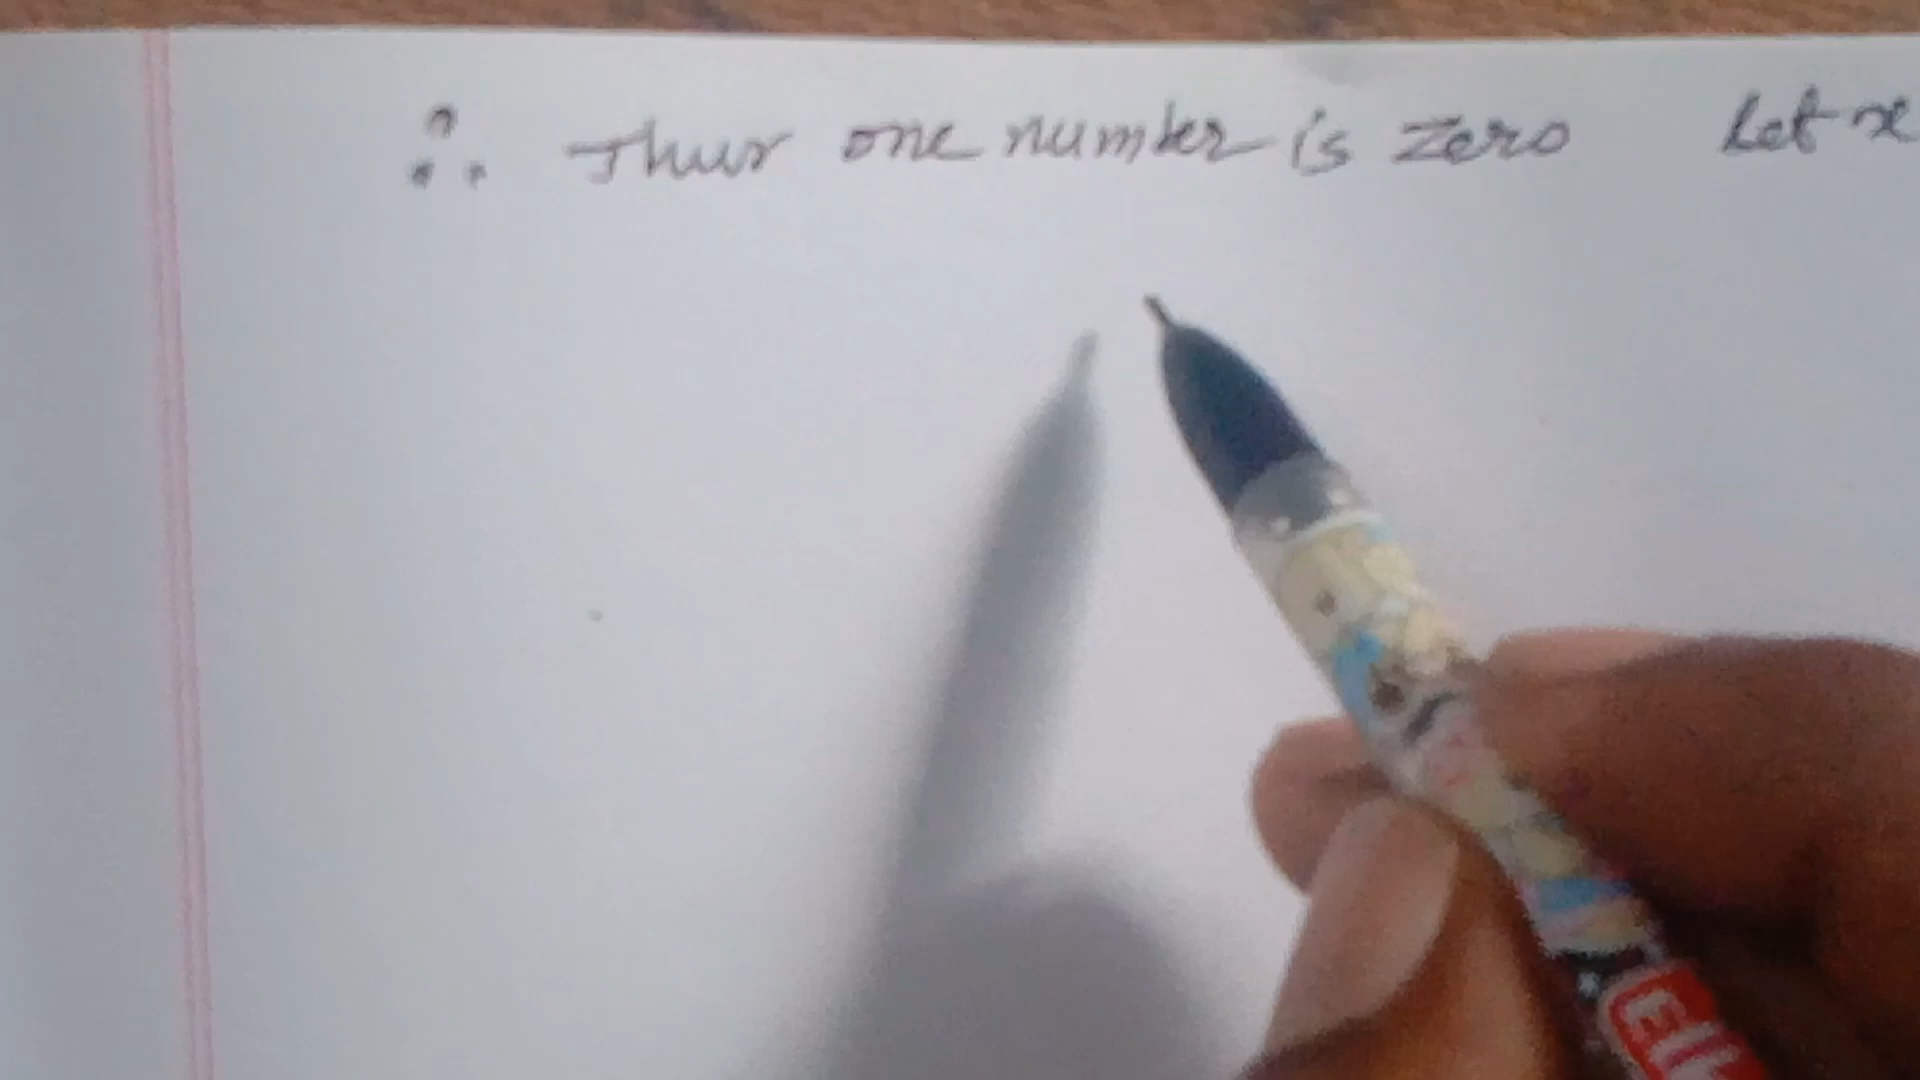 ∴ Thus one number is zero Let x